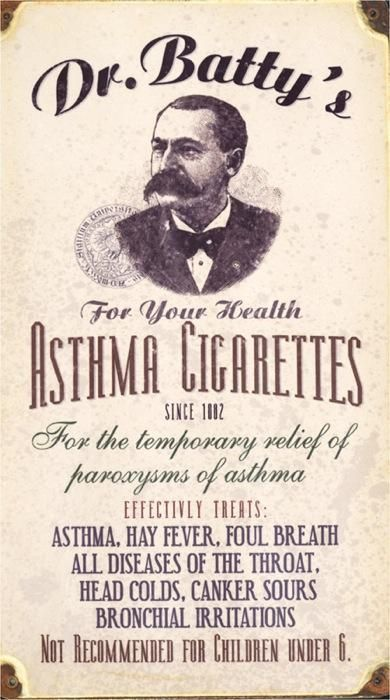 Dr. Batty's
For Your Health
ASTHMA CIGARETTES
SINCE 1882
For the temporary relief of
paroxysms of asthma
EFFECTIVLY TREATS:
ASTHMA, HAY FEVER, FOUL BREATH
ALL DISEASES OF THE THROAT,
HEAD COLDS, CANKER SOURS
BRONCHIAL IRRITATIONS
NOT RECOMMENDED FOR CHILDREN UNDER 6.